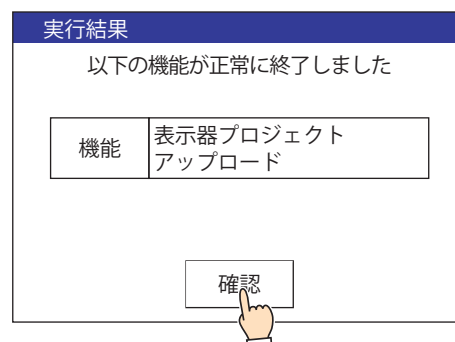 実行結果
以下の機能が正常に終了しました
機能
表示器プロジェクト
アップロード
確認